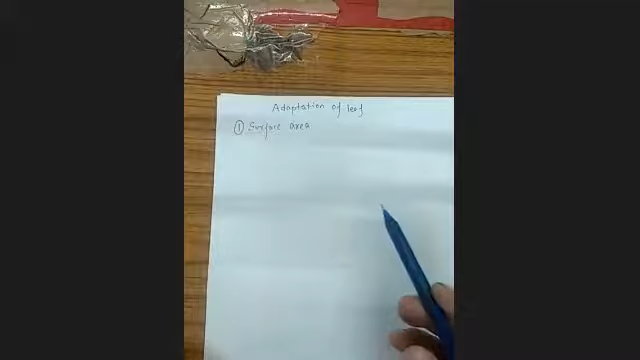 Adaptation of leaf
① Surface area